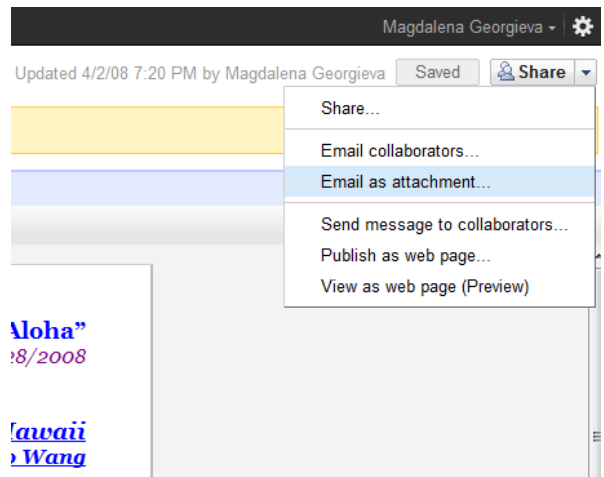 Magdalena Georgieva
Updated 4/2/08 7:20 PM by Magdalena Georgieva Saved Share
Share...
Email collaborators...
Email as attachment...
Send message to collaborators...
Publish as web page...
View as web page (Preview)
Aloha”
28/2008
Hawaii
Wang